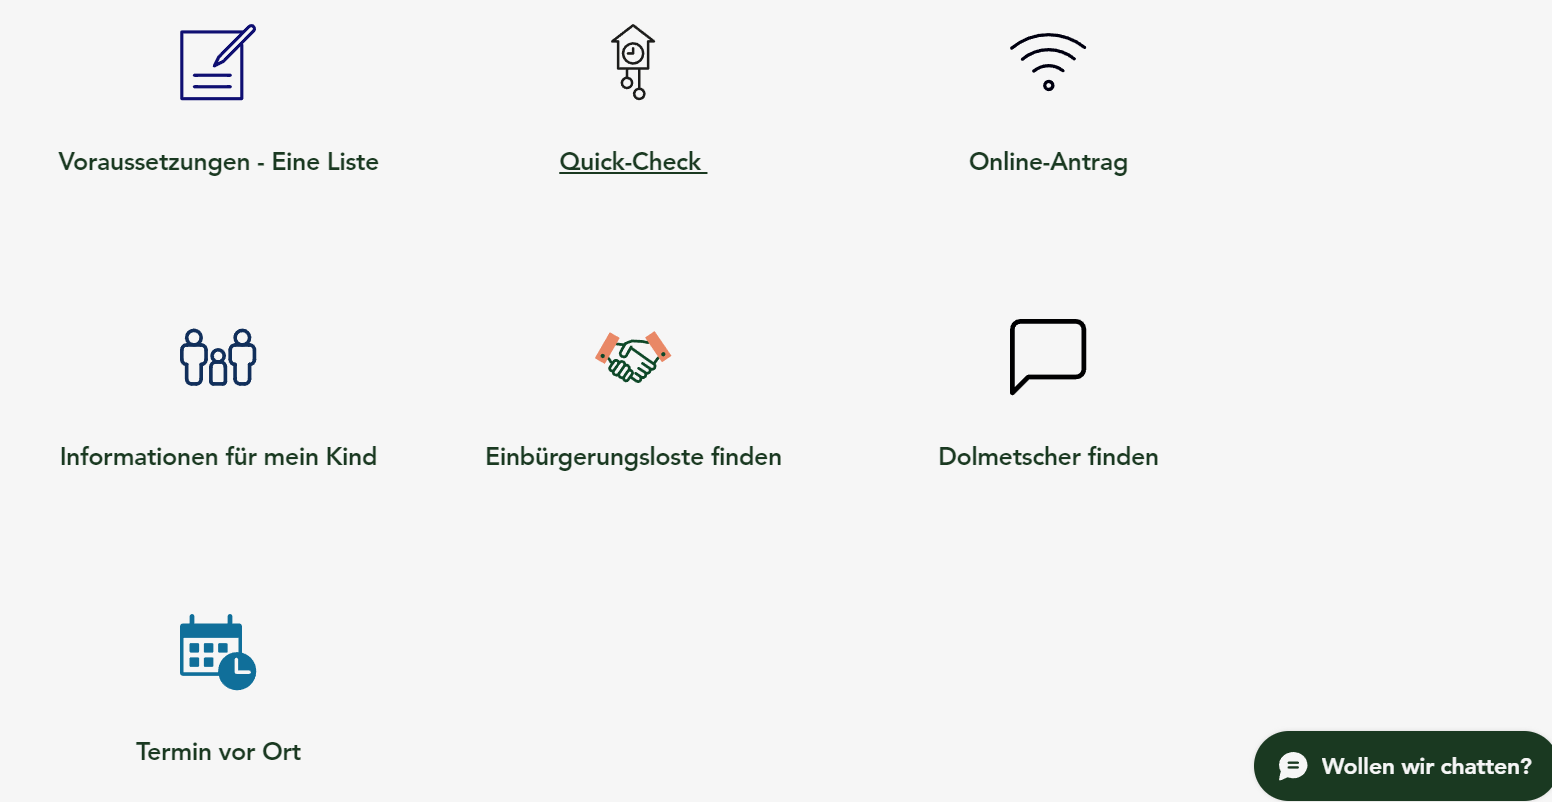 Voraussetzungen - Eine Liste
Quick-Check
Online-Antrag
Informationen für mein Kind
Einbürgerungsloste finden
Dolmetscher finden
Termin vor Ort
Wollen wir chatten?